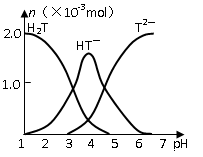 n（×10⁻³mol）
2.0 H₂T T²⁻
HT⁻
1.0
1 2 3 4 5 6 7 pH